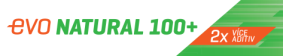 evo NATURAL 100+
2x VÍCE
ADITIV